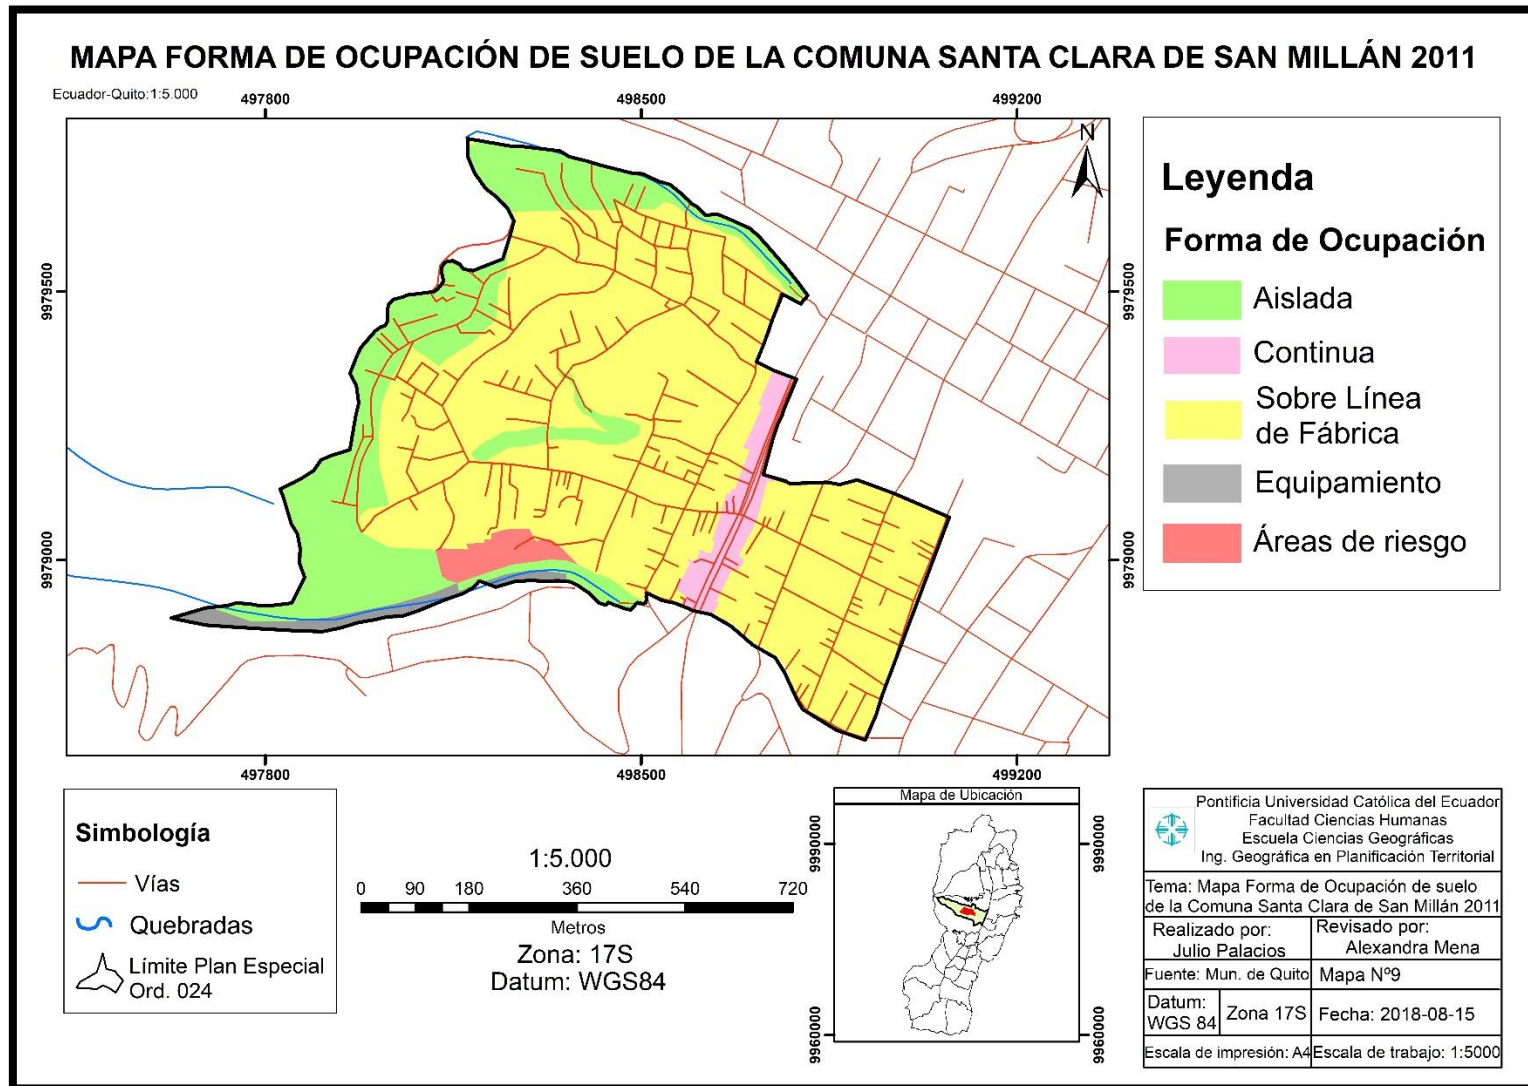 MAPA FORMA DE OCUPACIÓN DE SUELO DE LA COMUNA SANTA CLARA DE SAN MILLÁN 2011
Ecuador-Quito:1:5.000
497800
498500
499200
9979500
9979500
9979000
9979000
497800
498500
499200
N
Leyenda
Forma de Ocupación
Aislada
Continua
Sobre Línea
de Fábrica
Equipamiento
Áreas de riesgo
Simbología
Vías
Quebradas
Límite Plan Especial
Ord. 024
1:5.000
0 90 180 360 540 720
Metros
Zona: 17S
Datum: WGS84
Mapa de Ubicación
9990000
9990000
9960000
9960000
Pontificia Universidad Católica del Ecuador
Facultad Ciencias Humanas
Escuela Ciencias Geográficas
Ing. Geográfica en Planificación Territorial
Tema: Mapa Forma de Ocupación de suelo
de la Comuna Santa Clara de San Millán 2011
Realizado por:
Julio Palacios
Revisado por:
Alexandra Mena
Fuente: Mun. de Quito
Mapa Nº9
Datum:
WGS 84
Zona 17S
Fecha: 2018-08-15
Escala de impresión: A4
Escala de trabajo: 1:5000